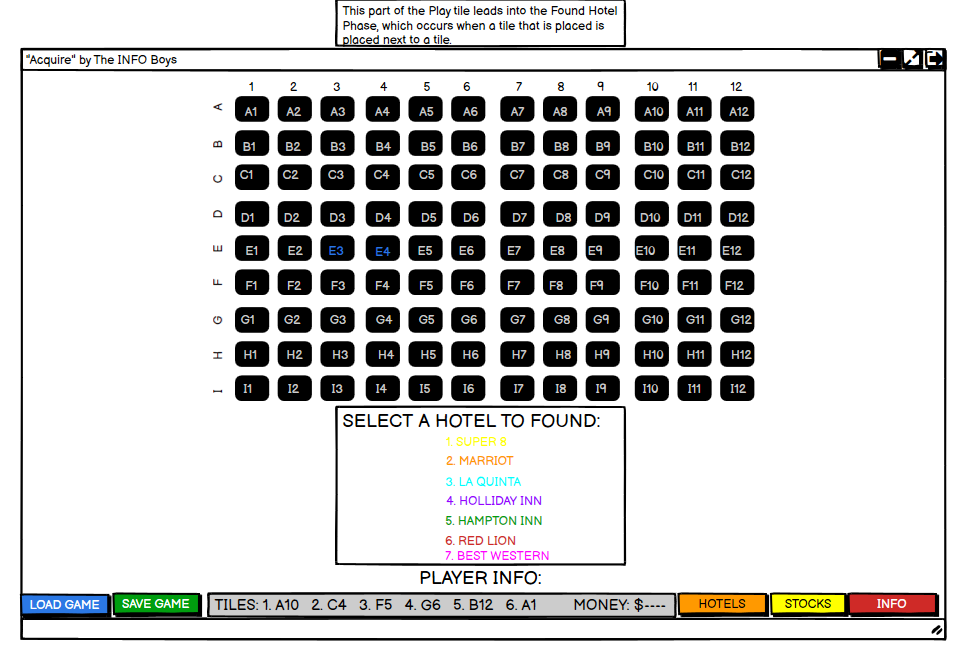 This part of the Play tile leads into the Found Hotel
Phase, which occurs when a tile that is placed is
placed next to a tile.
"Acquire" by The INFO Boys
1 2 3 4 5 6 7 8 9 10 11 12
A A1 A2 A3 A4 A5 A6 A7 A8 A9 A10 A11 A12
B B1 B2 B3 B4 B5 B6 B7 B8 B9 B10 B11 B12
C C1 C2 C3 C4 C5 C6 C7 C8 C9 C10 C11 C12
D D1 D2 D3 D4 D5 D6 D7 D8 D9 D10 D11 D12
E E1 E2 E3 E4 E5 E6 E7 E8 E9 E10 E11 E12
F F1 F2 F3 F4 F5 F6 F7 F8 F9 F10 F11 F12
G G1 G2 G3 G4 G5 G6 G7 G8 G9 G10 G11 G12
H H1 H2 H3 H4 H5 H6 H7 H8 H9 H10 H11 H12
I I1 I2 I3 I4 I5 I6 I7 I8 I9 I10 I11 I12
SELECT A HOTEL TO FOUND:
1 SUPER 8
2. MARRIOT
3. LA QUINTA
4. HOLLIDAY INN
5. HAMPTON INN
6. RED LION
7. BEST WESTERN
PLAYER INFO:
LOAD GAME SAVE GAME TILES: 1. A10 2. C4 3. F5 4. G6 5. B12 6. A1 MONEY: $---- HOTELS STOCKS INFO